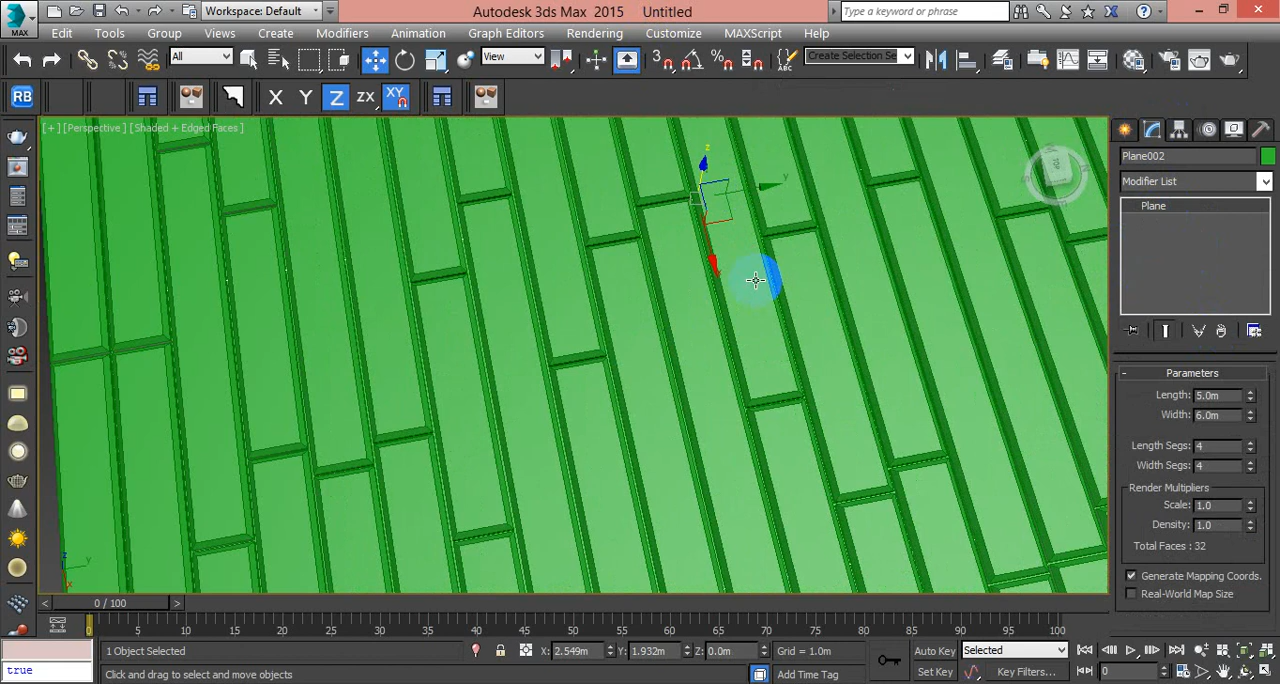 MAX
Workspace: Default
Autodesk 3ds Max 2015 Untitled
Type a keyword or phrase
Edit Tools Group Views Create Modifiers Animation Graph Editors Rendering Customize MAXScript Help
All
View
3
Create Selection Se
RB
X Y Z ZX XY
[+] [Perspective] [Shaded + Edged Faces]
z
y
TOP
Plane002
Modifier List
Plane
Parameters
Length: 5.0m
Width: 6.0m
Length Segs: 4
Width Segs: 4
Render Multipliers
Scale: 1.0
Density: 1.0
Total Faces : 32
Generate Mapping Coords.
Real-World Map Size
z
y
x
< 0 / 100 >
0 5 10 15 20 25 30 35 40 45 50 55 60 65 70 75 80 85 90 95 100
1 Object Selected
X: 2.549m Y: 1.932m Z: 0.0m Grid = 1.0m
Auto Key Selected
true
Click and drag to select and move objects
Add Time Tag
Set Key Key Filters...
0